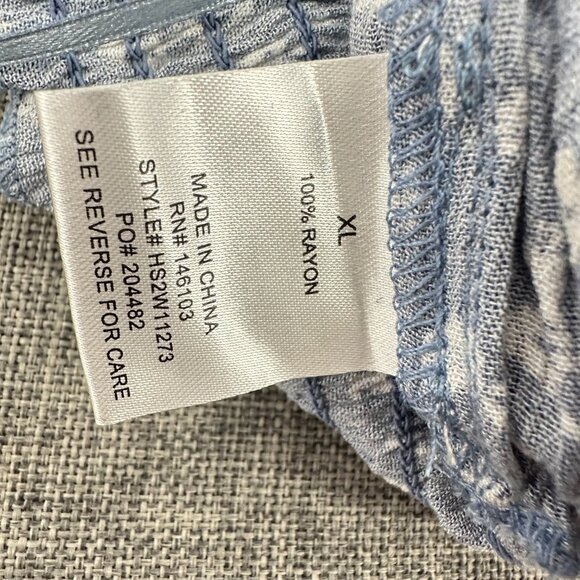 XL
100% RAYON
MADE IN CHINA
RN# 146103
STYLE# HS2W11273
PO# 204482
SEE REVERSE FOR CARE